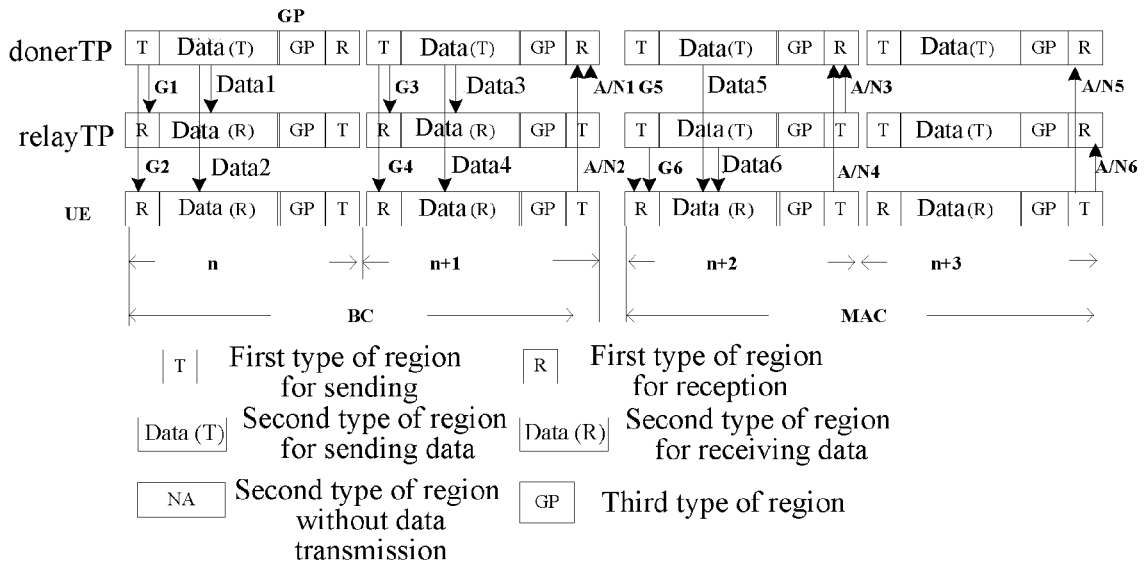 GP
donerTP T Data(T) GP R T Data(T) GP R T Data(T) GP R T Data(T) GP R
G1 Data1 G3 Data3 A/N1 G5 Data5 A/N3 A/N5
relayTP R Data(R) GP T R Data(R) GP T T Data(T) GP T T Data(T) GP R
G2 Data2 G4 Data4 A/N2 G6 Data6 A/N4 A/N6
UE R Data(R) GP T R Data(R) GP T R Data(R) GP T R Data(R) GP T
n n+1 n+2 n+3
BC MAC
T First type of region for sending
R First type of region for reception
Data (T) Second type of region for sending data
Data (R) Second type of region for receiving data
NA Second type of region without data transmission
GP Third type of region